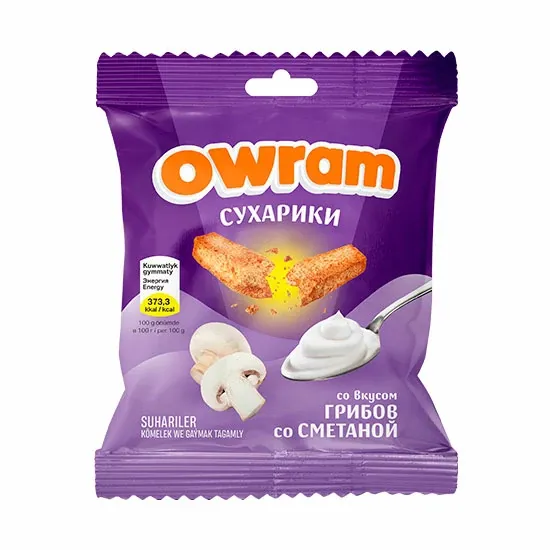 owram
СУХАРИКИ
Kuwwatlyk
gymmaty
Энергия
Energy
373,3
kkal / kcal
100 g önümde
в 100 г / per 100 g
со вкусом
ГРИБОВ
со СМЕТАНОЙ
SUHARILER
KÖMELEK WE GAÝMAK TAGAMLY